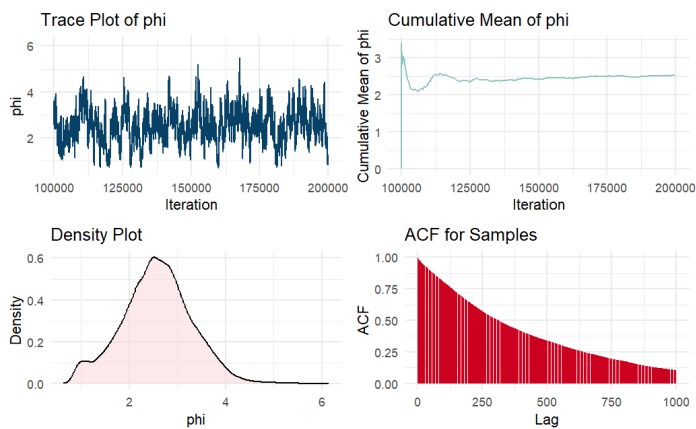 Trace Plot of phi
6
4
2
phi
100000 125000 150000 175000 200000
Iteration
Cumulative Mean of phi
3
2
1
0
Cumulative Mean of phi
100000 125000 150000 175000 200000
Iteration
Density Plot
0.6
0.4
0.2
0.0
Density
2 4 6
phi
ACF for Samples
1.00
0.75
0.50
0.25
0.00
ACF
0 250 500 750 1000
Lag